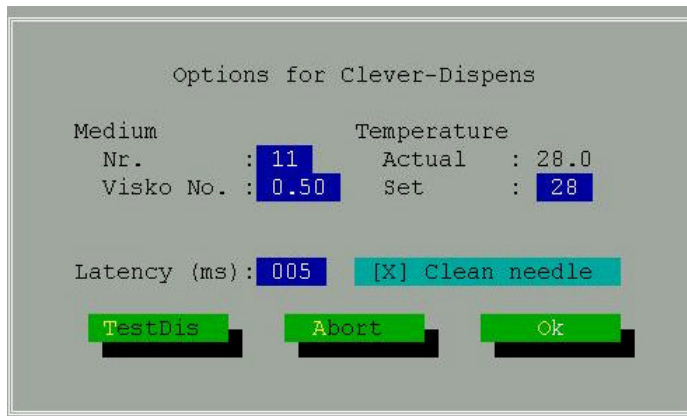 Options for Clever-Dispens
Medium Temperature
Nr. : 11 Actual : 28.0
Visko No. : 0.50 Set : 28
Latency (ms): 005 [X] Clean needle
TestDis Abort Ok